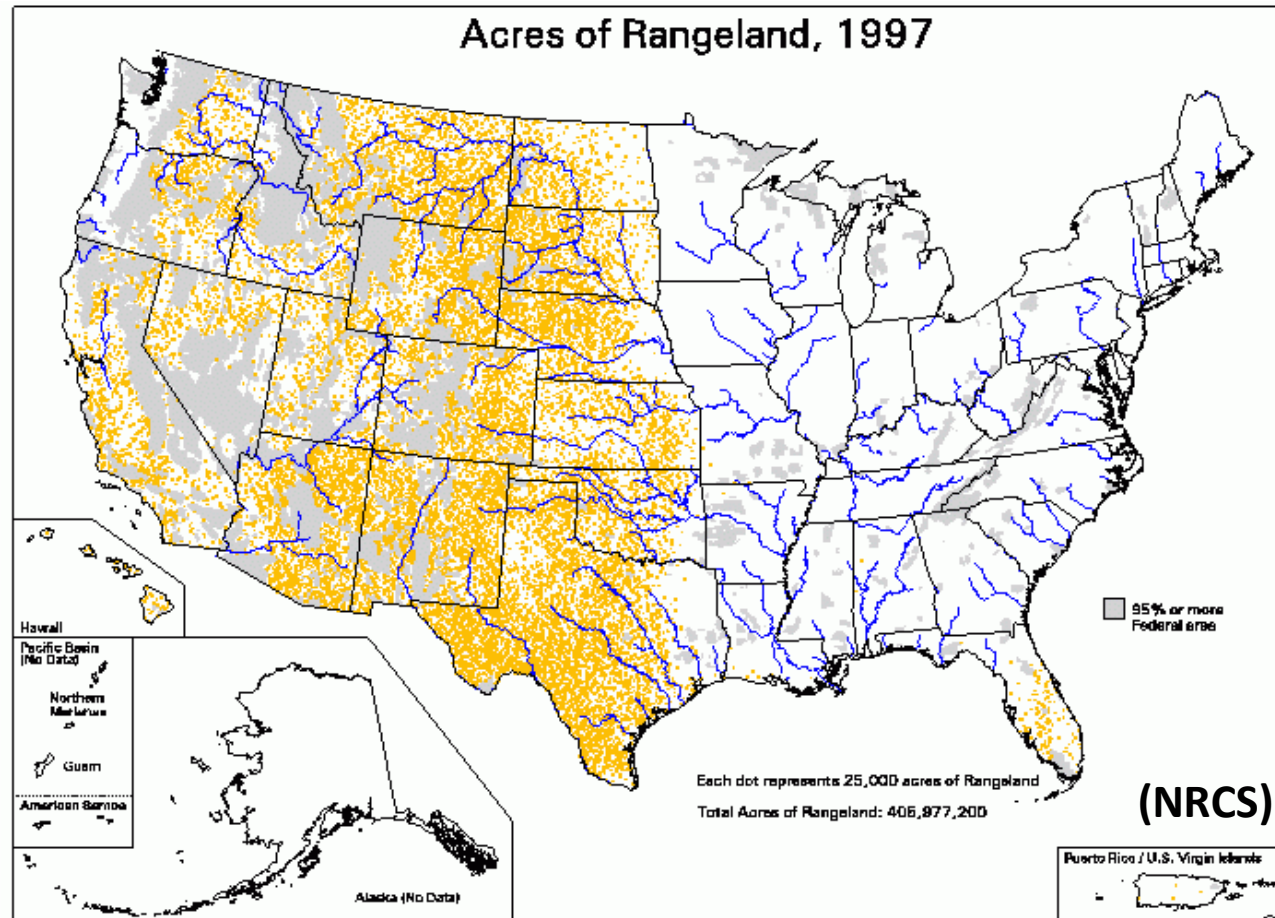 Acres of Rangeland, 1997
95% or more
Federal area
Hawaii
Pacific Basin
(No Data)
Northern
Marianas
Guam
American Samoa
Alaska (No Data)
Each dot represents 25,000 acres of Rangeland
Total Acres of Rangeland: 405,977,200
(NRCS)
Puerto Rico / U.S. Virgin Islands